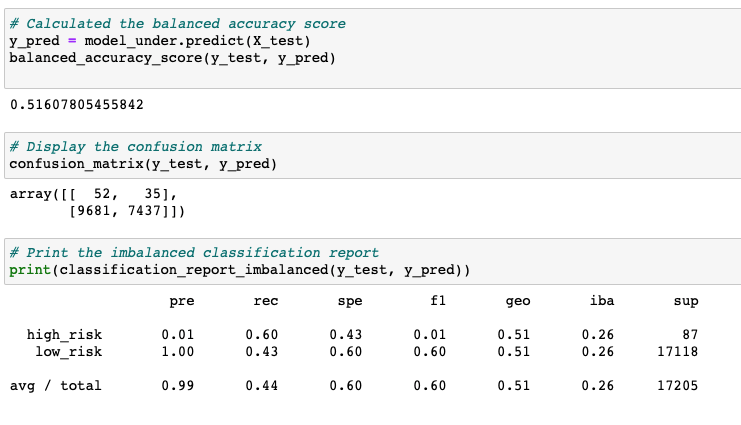 # Calculated the balanced accuracy score
y_pred = model_under.predict(X_test)
balanced_accuracy_score(y_test, y_pred)
0.51607805455842
# Display the confusion matrix
confusion_matrix(y_test, y_pred)
array([[  52,   35],
       [9681, 7437]])
# Print the imbalanced classification report
print(classification_report_imbalanced(y_test, y_pred))
pre rec spe f1 geo iba sup
high_risk 0.01 0.60 0.43 0.01 0.51 0.26 87
low_risk 1.00 0.43 0.60 0.60 0.51 0.26 17118
avg / total 0.99 0.44 0.60 0.60 0.51 0.26 17205